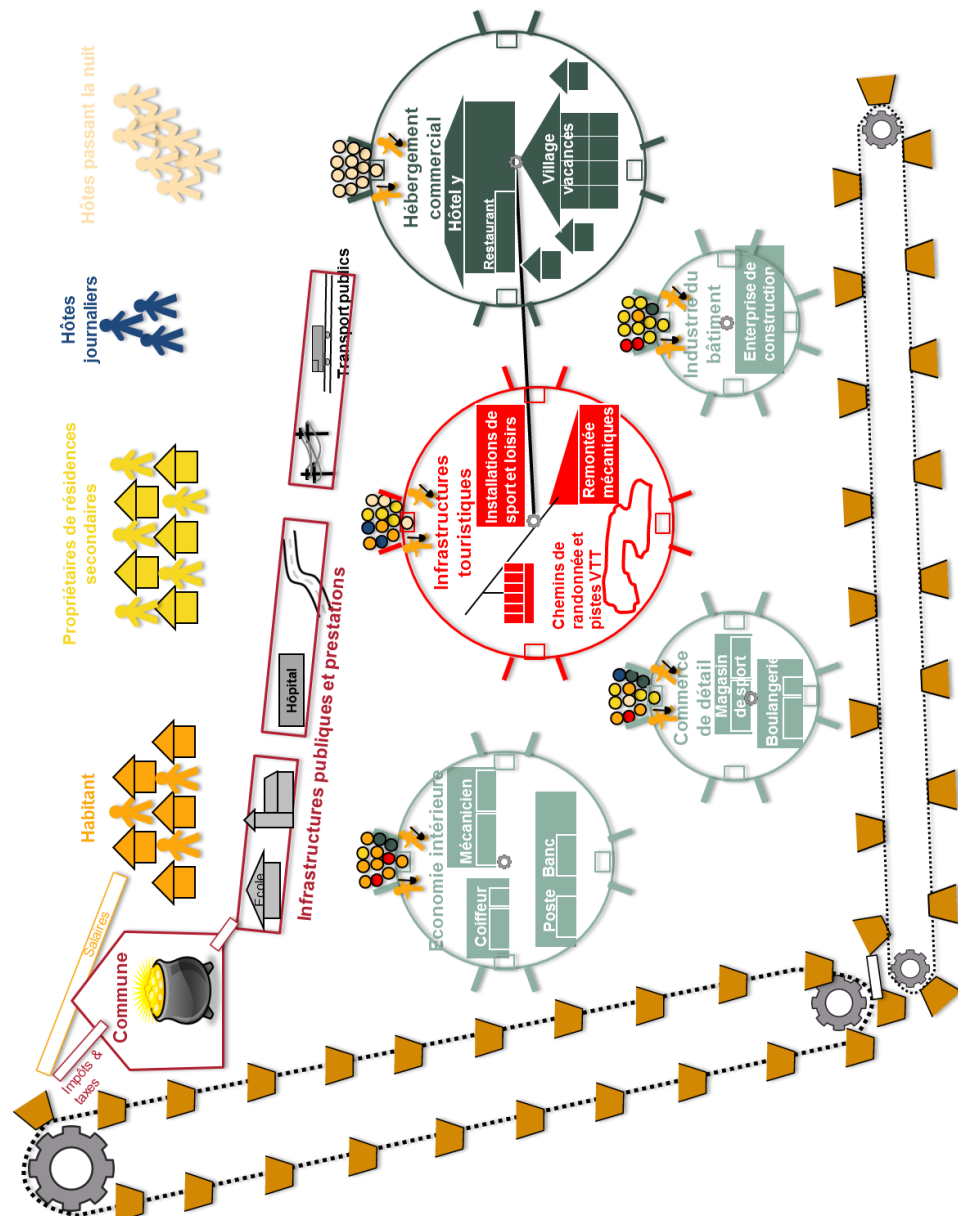 Habitant
Propriétaires de résidences
secondaires
Hôtes
journaliers
Hôtes passant la nuit
Salaires
Impôts &
taxes
Commune
Ecole
Hôpital
Infrastructures publiques et prestations
Transport publics
Economie intérieure
Coiffeur
Mécanicien
Poste
Banc
Infrastructures
touristiques
Installations de
sport et loisirs
Chemins de
randonnée et
pistes VTT
Remontée
mécaniques
Hébergement
commercial
Hôtel y
Restaurant
Village
vacances
Commerce
de détail
Magasin
de sport
Boulangerie
Industrie du
bâtiment
Enterprise de
construction